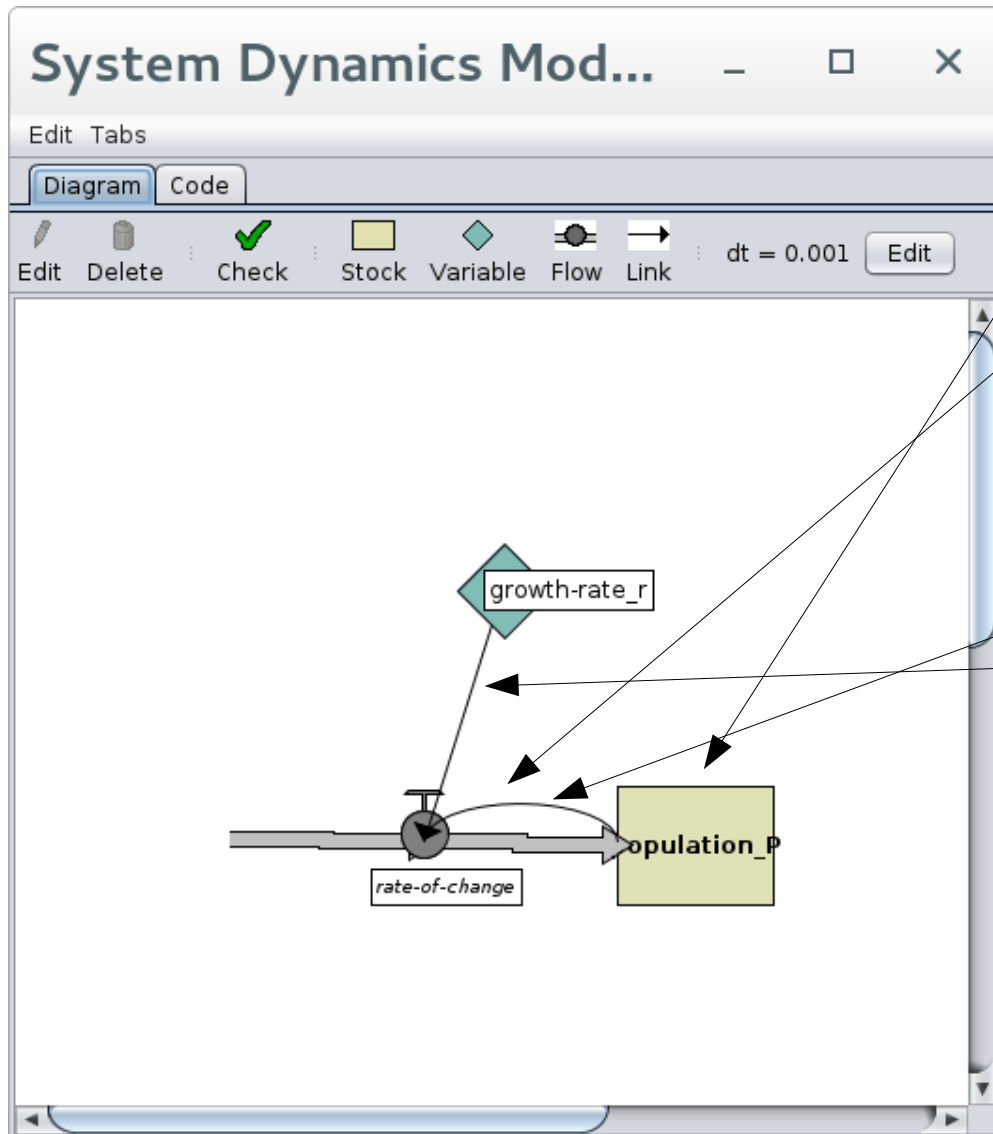 System Dynamics Mod...
Edit Tabs
Diagram Code
Edit Delete Check Stock Variable Flow Link dt = 0.001 Edit
growth-rate_r
opulation_P
rate-of-change